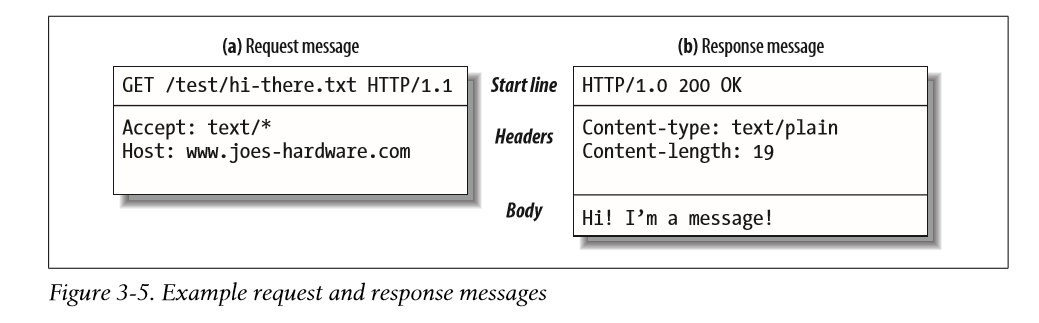 (a) Request message
GET /test/hi-there.txt HTTP/1.1
Accept: text/*
Host: www.joes-hardware.com
Start line
Headers
Body
(b) Response message
HTTP/1.0 200 OK
Content-type: text/plain
Content-length: 19
Hi! I’m a message!
Figure 3-5. Example request and response messages